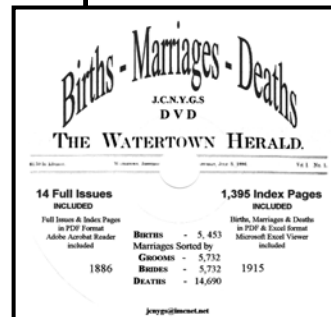 Births - Marriages - Deaths
J.C.N.Y.G.S
DVD
THE WATERTOWN HERALD.
14 Full Issues
INCLUDED
Full Issues & Index Pages
in PDF Format
Adobe Acrobat Reader
included
1886
1,395 Index Pages
INCLUDED
Births, Marriages & Deaths
in PDF & Excel format
Microsoft Excel Viewer
included
1915
BIRTHS - 5, 453
Marriages Sorted by
GROOMS - 5,732
BRIDES - 5,732
DEATHS - 14,690
jcnygs@imcnet.net